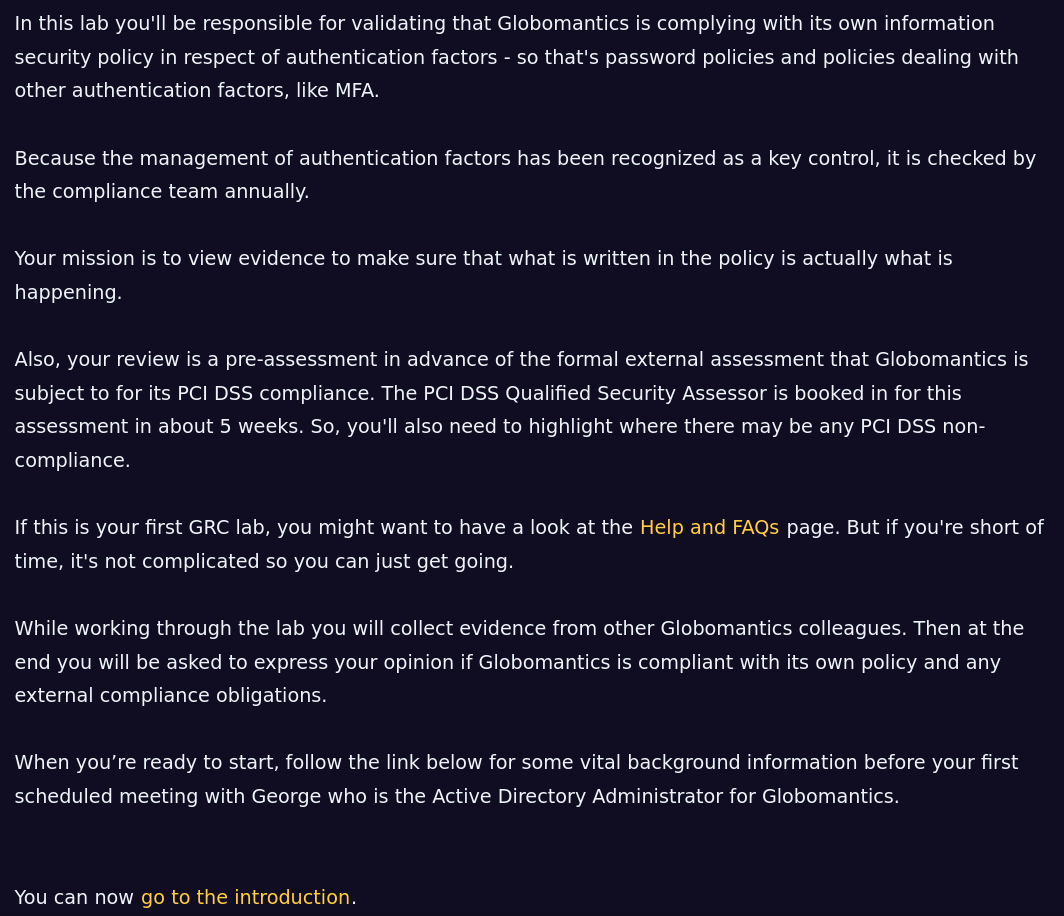 In this lab you'll be responsible for validating that Globomantics is complying with its own information
security policy in respect of authentication factors - so that's password policies and policies dealing with
other authentication factors, like MFA.
Because the management of authentication factors has been recognized as a key control, it is checked by
the compliance team annually.
Your mission is to view evidence to make sure that what is written in the policy is actually what is
happening.
Also, your review is a pre-assessment in advance of the formal external assessment that Globomantics is
subject to for its PCI DSS compliance. The PCI DSS Qualified Security Assessor is booked in for this
assessment in about 5 weeks. So, you'll also need to highlight where there may be any PCI DSS non-
compliance.
If this is your first GRC lab, you might want to have a look at the Help and FAQs page. But if you're short of
time, it's not complicated so you can just get going.
While working through the lab you will collect evidence from other Globomantics colleagues. Then at the
end you will be asked to express your opinion if Globomantics is compliant with its own policy and any
external compliance obligations.
When you’re ready to start, follow the link below for some vital background information before your first
scheduled meeting with George who is the Active Directory Administrator for Globomantics.
You can now go to the introduction.